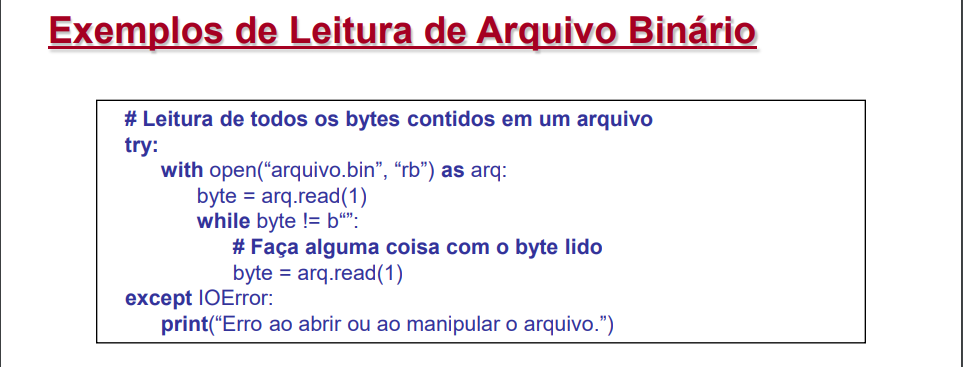 Exemplos de Leitura de Arquivo Binário
# Leitura de todos os bytes contidos em um arquivo
try:
with open(“arquivo.bin”, “rb”) as arq:
byte = arq.read(1)
while byte != b“”:
# Faça alguma coisa com o byte lido
byte = arq.read(1)
except IOError:
print(“Erro ao abrir ou ao manipular o arquivo.”)